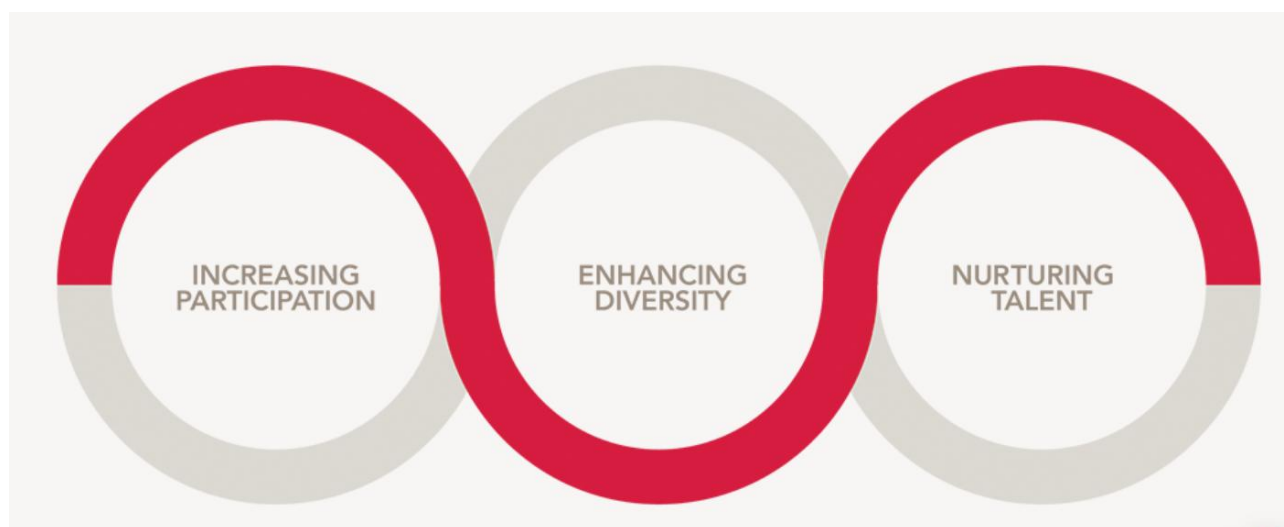 INCREASING
PARTICIPATION
ENHANCING
DIVERSITY
NURTURING
TALENT